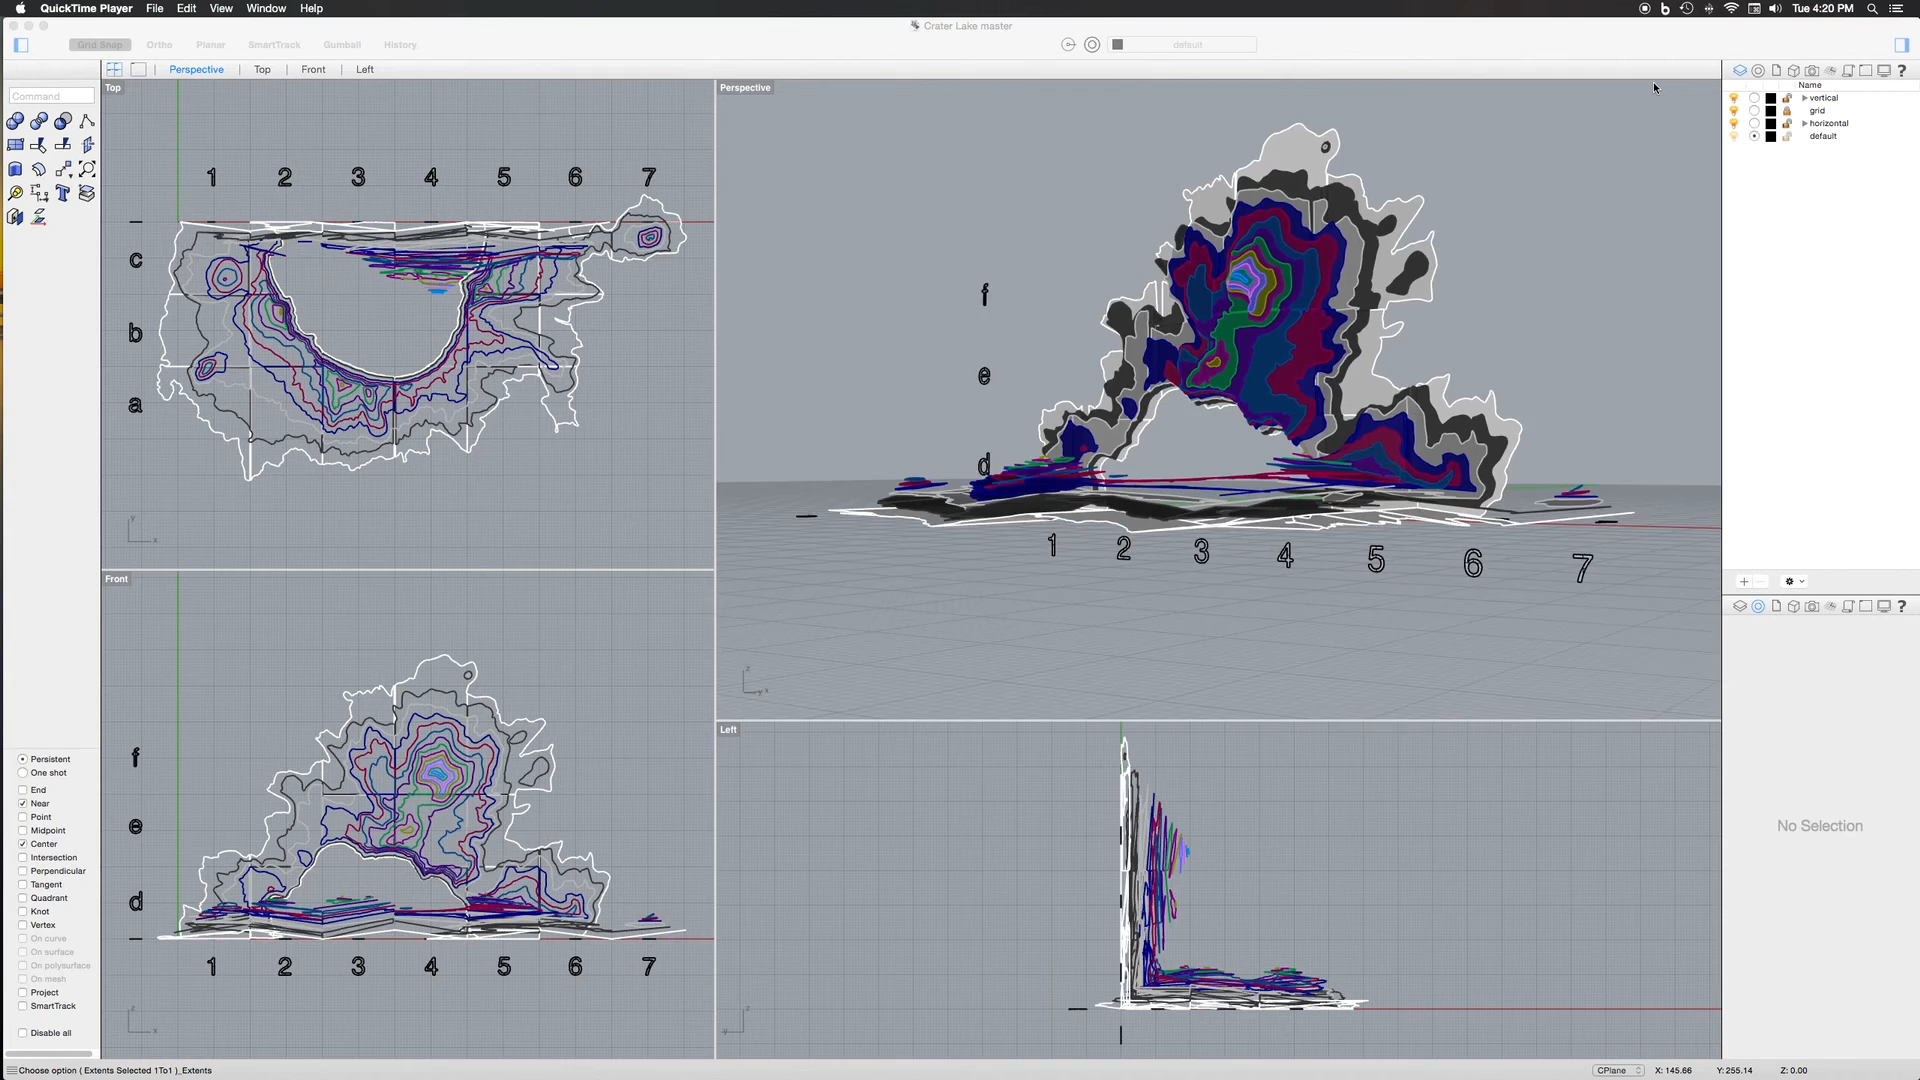 QuickTime Player File Edit View Window Help Tue 4:20 PM
Crater Lake master
Grid Snap Ortho Planar SmartTrack Gumball History default
Perspective Top Front Left
Command
Top
1 2 3 4 5 6 7
c
b
a
y
x
Perspective
f
e
d
1 2 3 4 5 6 7
z
y x
Name
vertical
grid
horizontal
default
Front
f
e
d
1 2 3 4 5 6 7
z
x
Left
z
y
No Selection
Persistent
One shot
End
Near
Point
Midpoint
Center
Intersection
Perpendicular
Tangent
Quadrant
Knot
Vertex
On curve
On surface
On polysurface
On mesh
Project
SmartTrack
Disable all
Choose option ( Extents Selected 1To1 )_Extents
CPlane X: 145.66 Y: 255.14 Z: 0.00